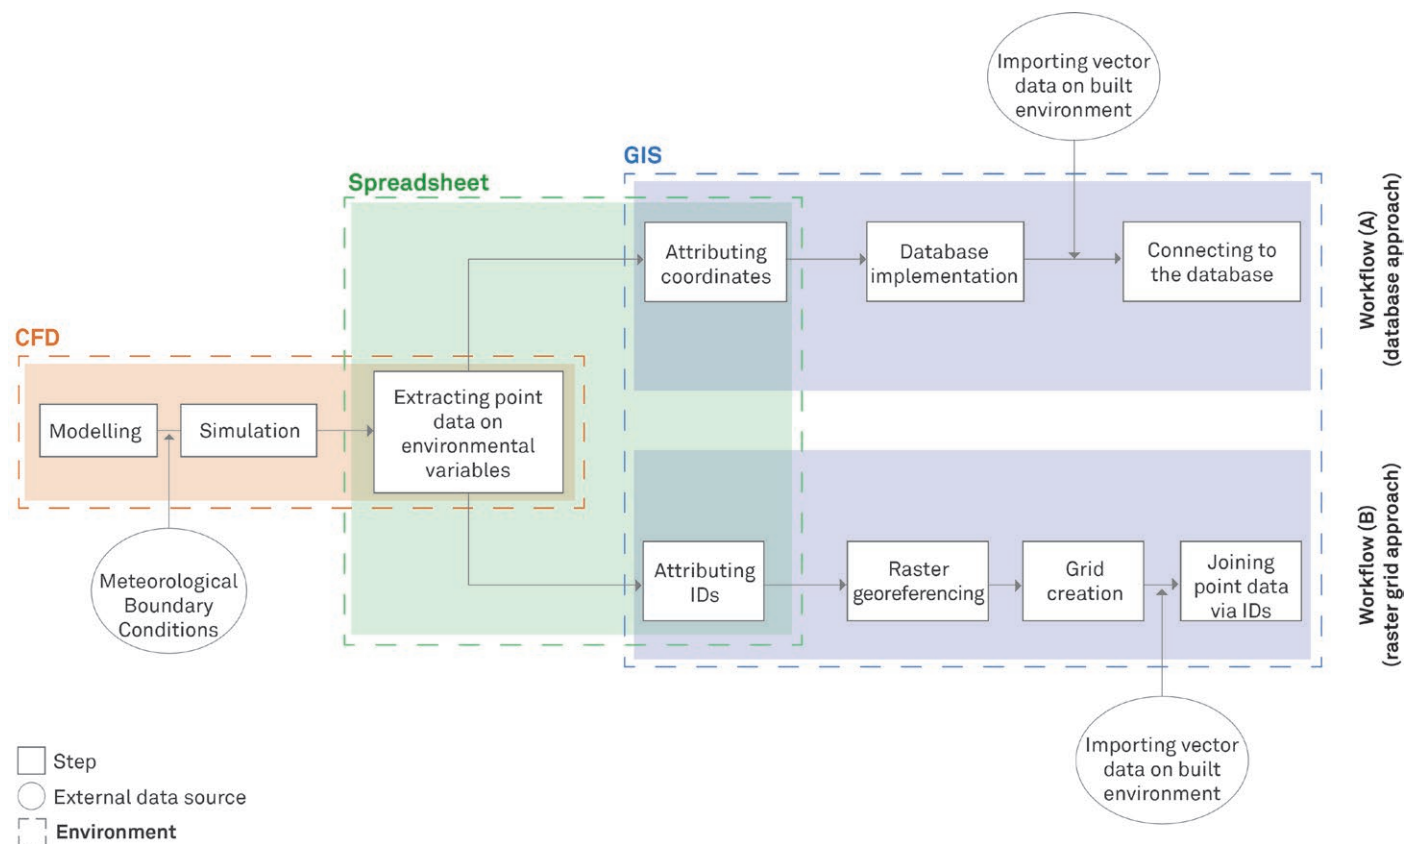 Importing vector
data on built
environment
GIS
Spreadsheet
Attributing
coordinates
Database
implementation
Connecting to
the database
Workflow (A)
(database approach)
CFD
Modelling
Simulation
Extracting point
data on
environmental
variables
Meteorological
Boundary
Conditions
Attributing
IDs
Raster
georeferencing
Grid
creation
Joining
point data
via IDs
Workflow (B)
(raster grid approach)
Importing vector
data on built
environment
Step
External data source
Environment